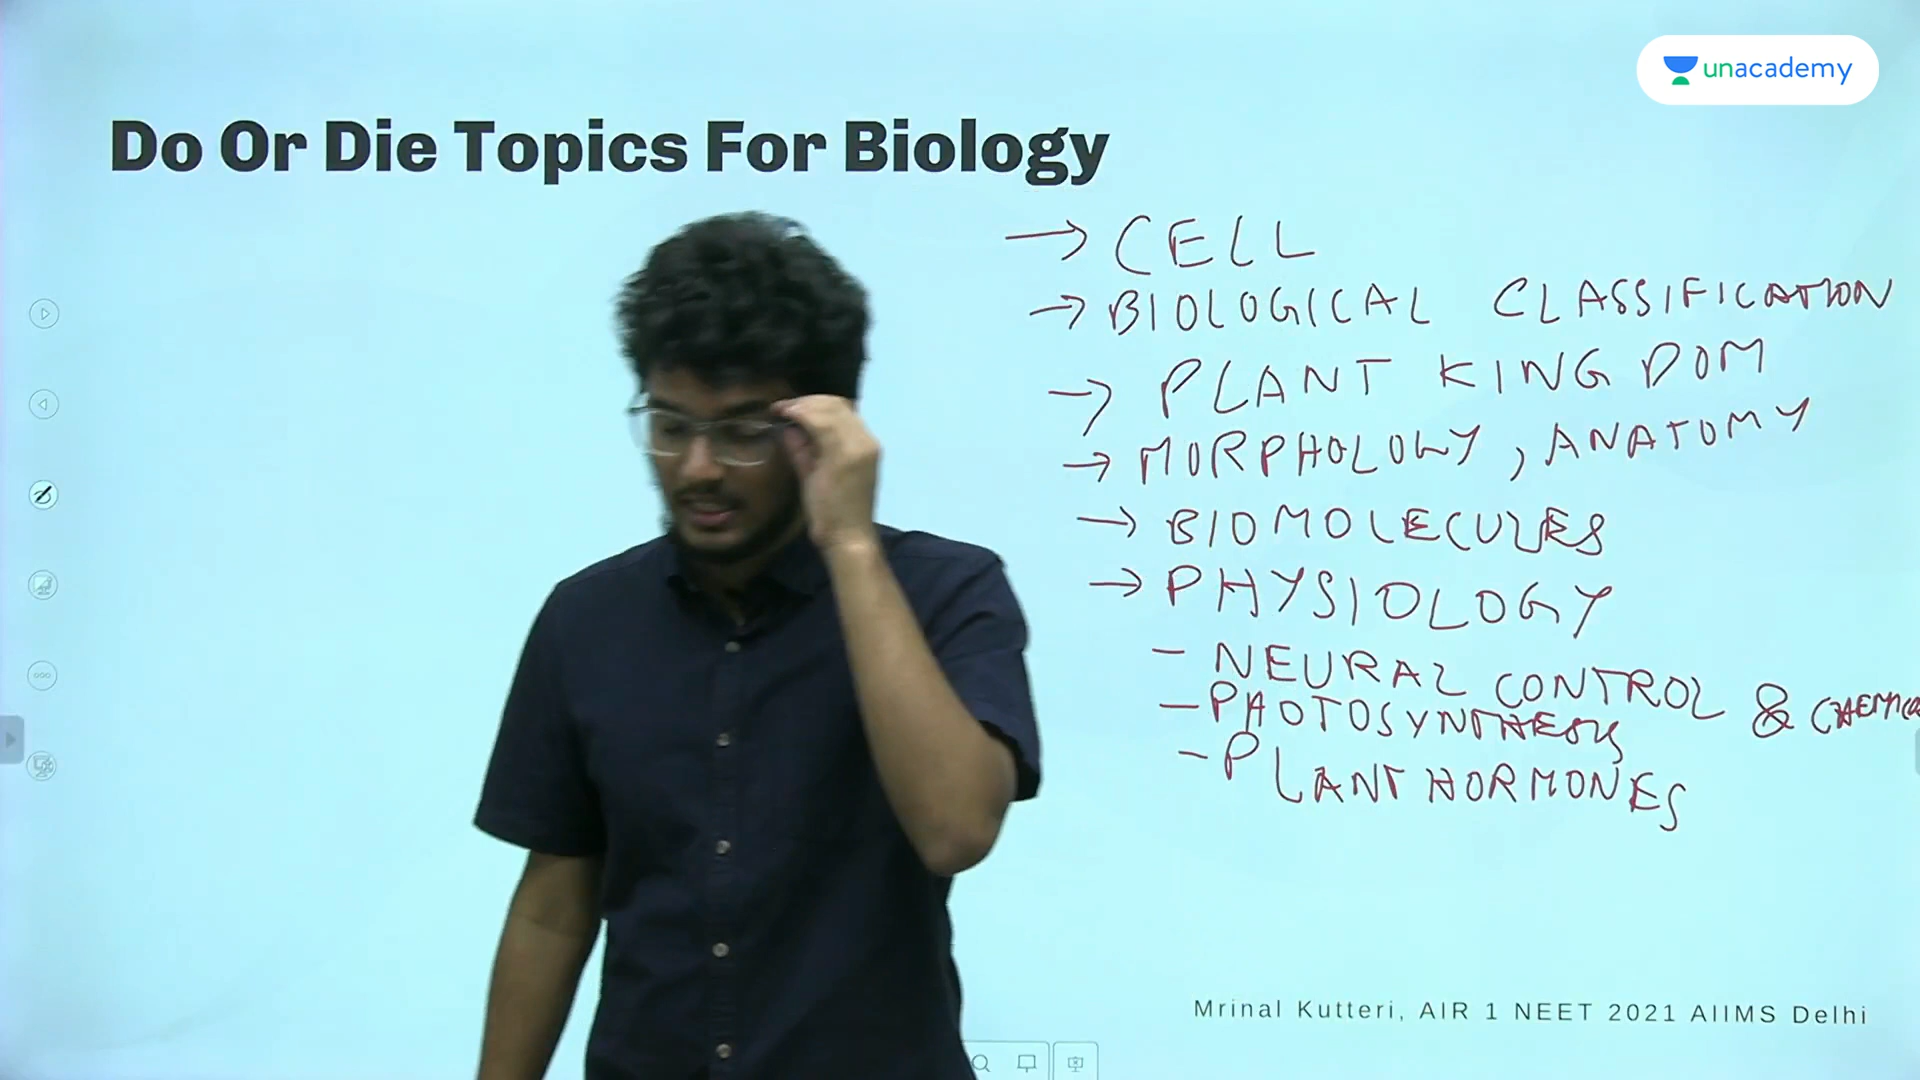 unacademy
Do Or Die Topics For Biology
→ CELL
→ BIOLOGICAL CLASSIFICATION
→ PLANT KINGDOM
→ MORPHOLOGY, ANATOMY
→ BIOMOLECULES
→ PHYSIOLOGY
- NEURAL CONTROL & CHEMICAL
- PHOTOSYNTHESIS
- PLANT HORMONES
Mrinal Kutteri, AIR 1 NEET 2021 AIIMS Delhi